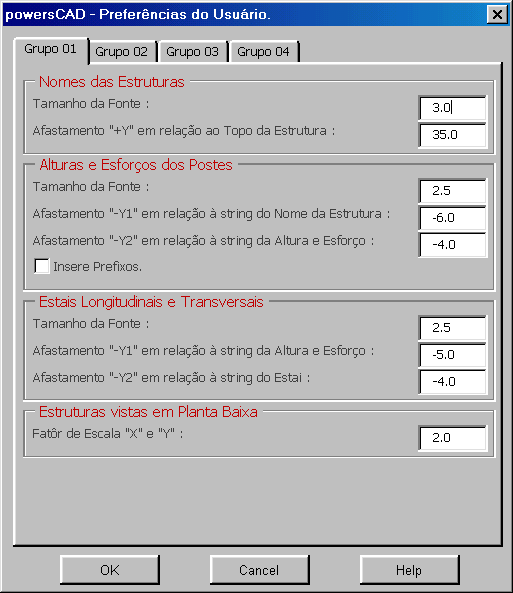 powersCAD - Preferências do Usuário.
Grupo 01 Grupo 02 Grupo 03 Grupo 04
Nomes das Estruturas
Tamanho da Fonte : 3.0
Afastamento "+Y" em relação ao Topo da Estrutura : 35.0
Alturas e Esforços dos Postes
Tamanho da Fonte : 2.5
Afastamento "-Y1" em relação à string do Nome da Estrutura : -6.0
Afastamento "-Y2" em relação à string da Altura e Esforço : -4.0
Insere Prefixos.
Estais Longitudinais e Transversais
Tamanho da Fonte : 2.5
Afastamento "-Y1" em relação à string da Altura e Esforço : -5.0
Afastamento "-Y2" em relação à string do Estai : -4.0
Estruturas vistas em Planta Baixa
Fatôr de Escala "X" e "Y" : 2.0
OK Cancel Help